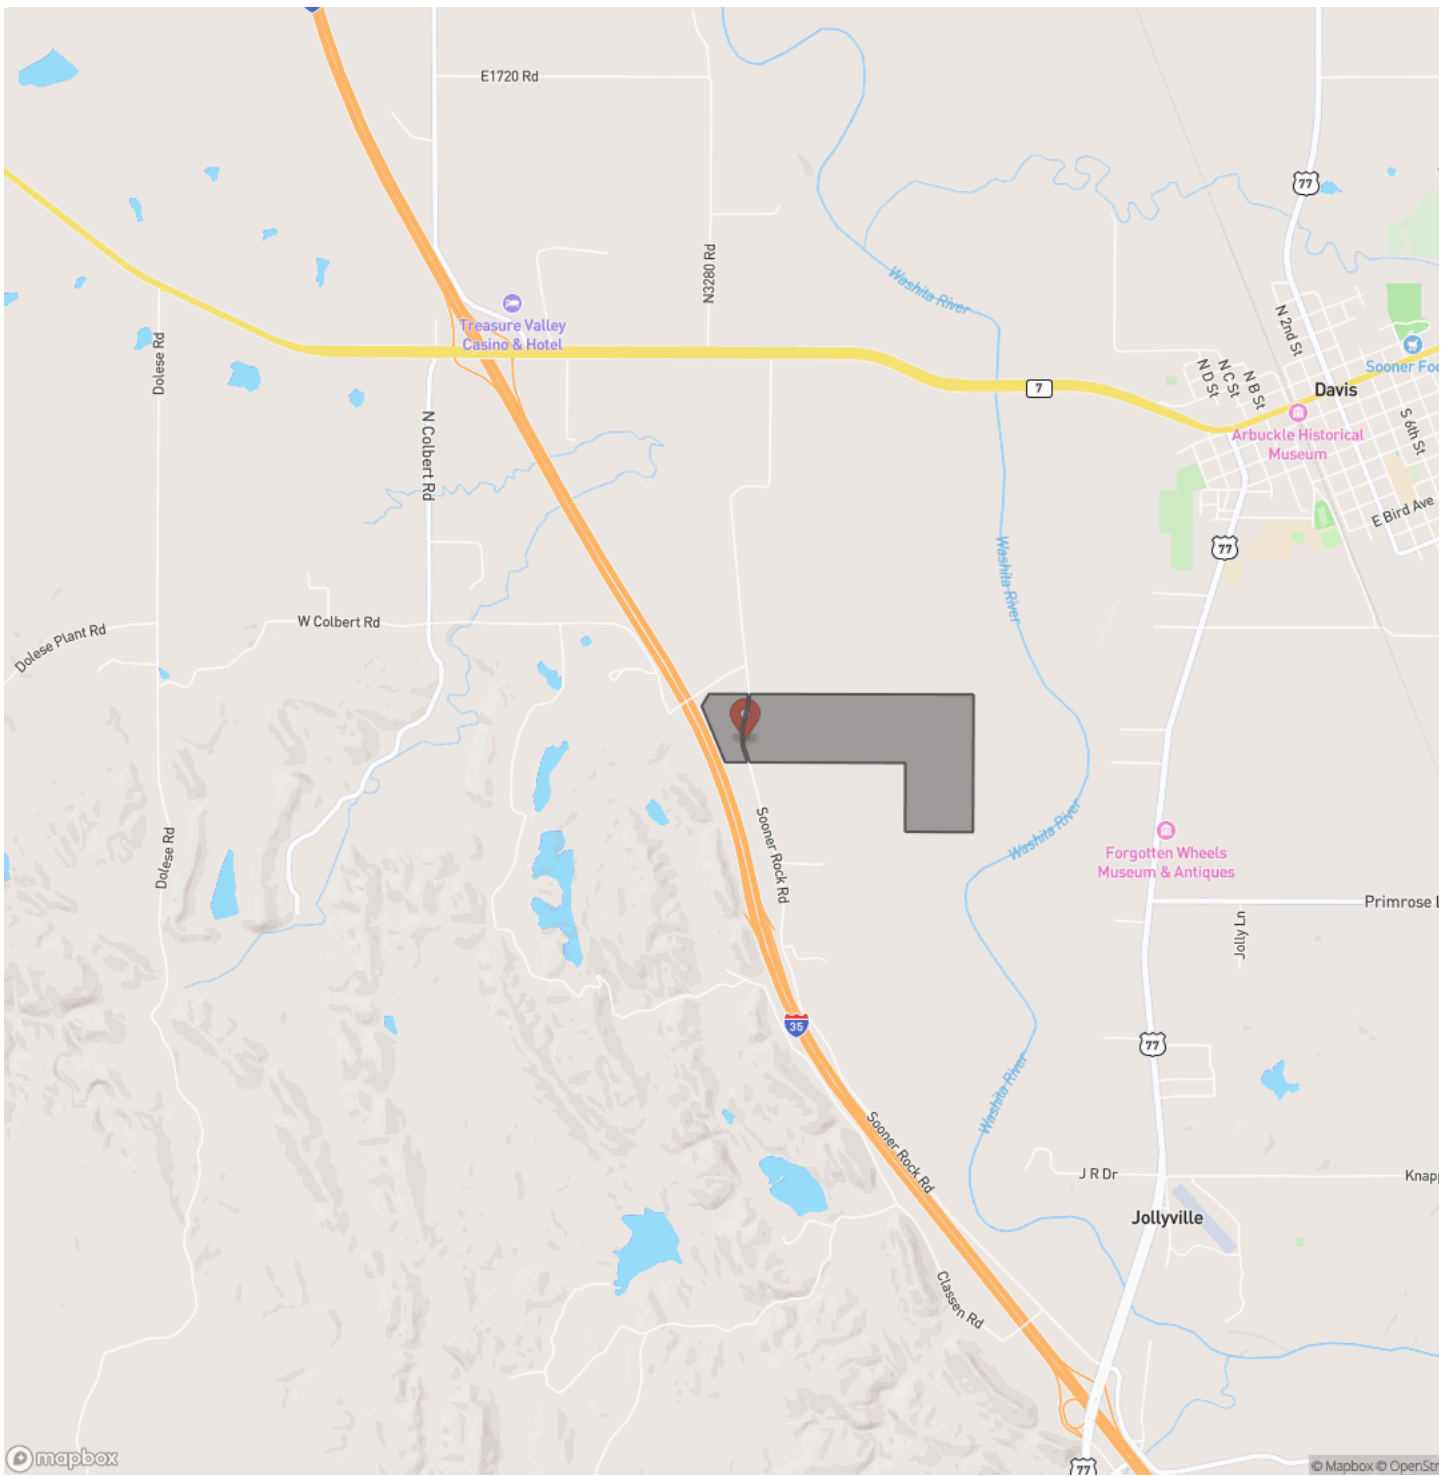 E1720 Rd
77
N3280 Rd
Washita River
Treasure Valley
Casino & Hotel
N 2nd St
Dolese Rd
Sooner Foo
N D St
N C St
N B St
Davis
7
S 6th St
Arbuckle Historical
Museum
N Colbert Rd
E Bird Ave
Park
77
Washita River
W Colbert Rd
Dolese Plant Rd
Sooner Rock Rd
Washita River
Dolese Rd
Forgotten Wheels
Museum & Antiques
Primrose L
Jolly Ln
35
77
Washita River
Sooner Rock Rd
J R Dr
Knapp
Jollyville
Classen Rd
mapbox
77
© Mapbox © OpenStr